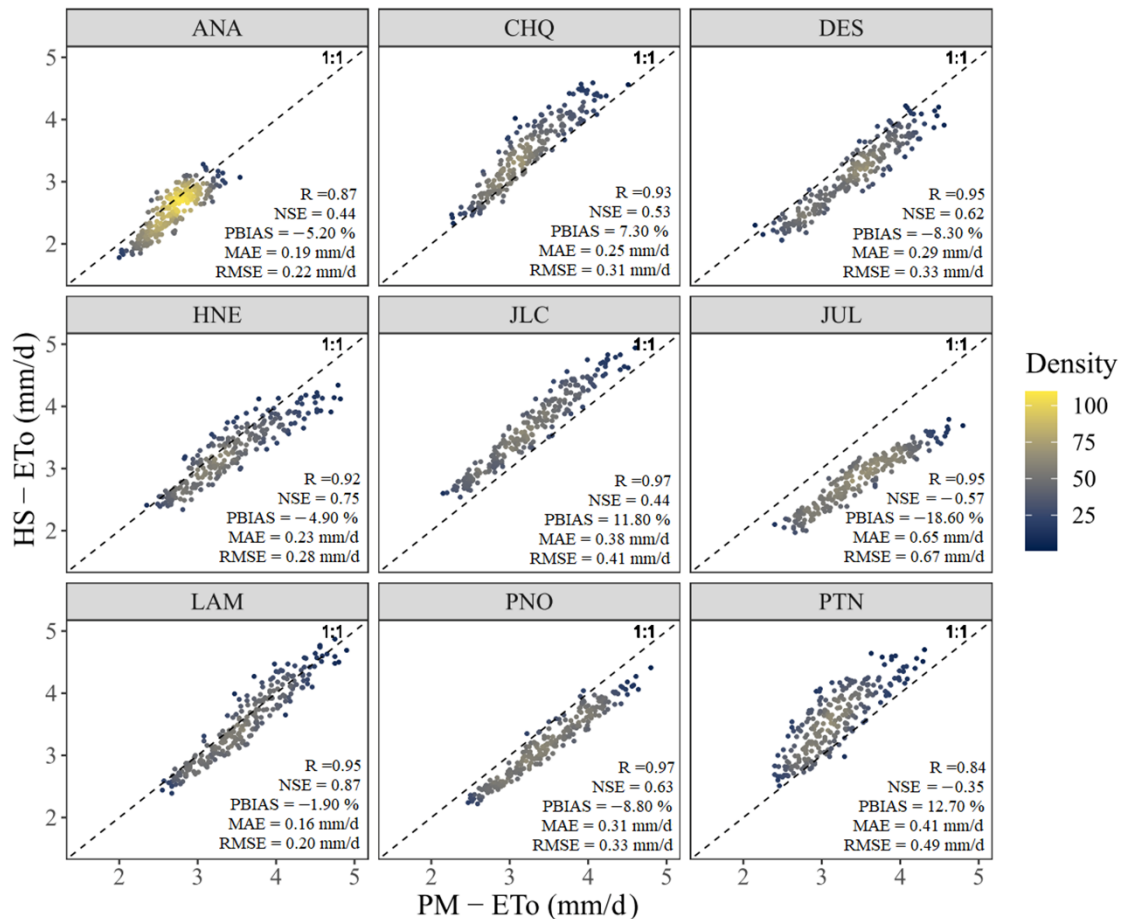 ANA
CHQ
DES
5
4
3
2
1:1
R =0.87
NSE = 0.44
PBIAS = −5.20 %
MAE = 0.19 mm/d
RMSE = 0.22 mm/d
1:1
R =0.93
NSE = 0.53
PBIAS = 7.30 %
MAE = 0.25 mm/d
RMSE = 0.31 mm/d
1:1
R =0.95
NSE = 0.62
PBIAS = −8.30 %
MAE = 0.29 mm/d
RMSE = 0.33 mm/d
HNE
JLC
JUL
HS − ETo (mm/d)
5
4
3
2
1:1
R =0.92
NSE = 0.75
PBIAS = −4.90 %
MAE = 0.23 mm/d
RMSE = 0.28 mm/d
1:1
R =0.97
NSE = 0.44
PBIAS = 11.80 %
MAE = 0.38 mm/d
RMSE = 0.41 mm/d
1:1
R =0.95
NSE = −0.57
PBIAS = −18.60 %
MAE = 0.65 mm/d
RMSE = 0.67 mm/d
Density
100
75
50
25
LAM
PNO
PTN
5
4
3
2
1:1
R =0.95
NSE = 0.87
PBIAS = −1.90 %
MAE = 0.16 mm/d
RMSE = 0.20 mm/d
1:1
R =0.97
NSE = 0.63
PBIAS = −8.80 %
MAE = 0.31 mm/d
RMSE = 0.33 mm/d
1:1
R =0.84
NSE = −0.35
PBIAS = 12.70 %
MAE = 0.41 mm/d
RMSE = 0.49 mm/d
2 3 4 5
2 3 4 5
2 3 4 5
PM − ETo (mm/d)